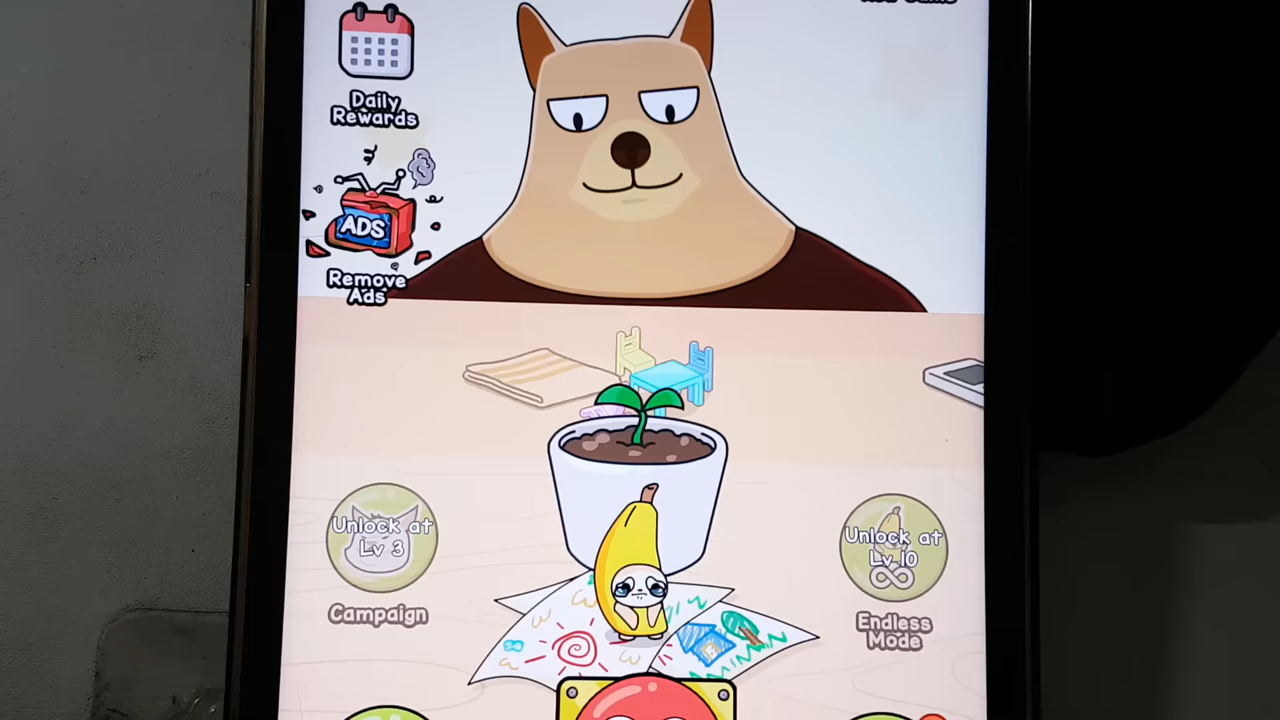 Daily
Rewards
ADS
Remove
Ads
Unlock at
Lv 3
Campaign
Unlock at
Lv 10
Endless
Mode